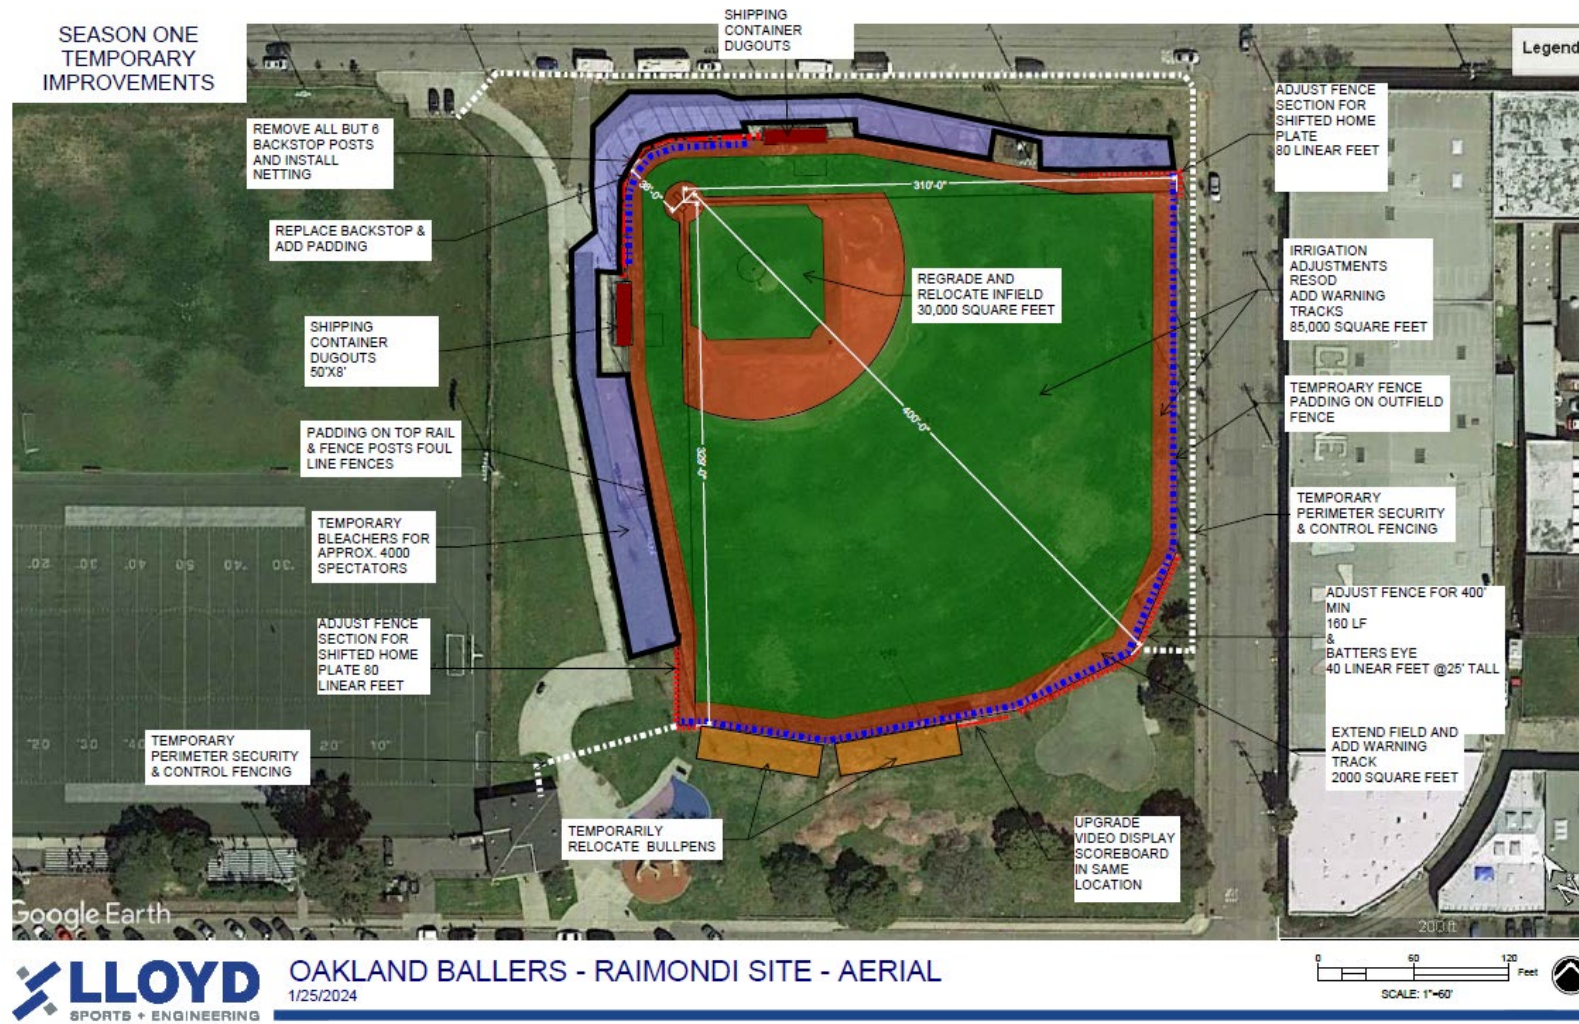 SEASON ONE
TEMPORARY
IMPROVEMENTS
SHIPPING
CONTAINER
DUGOUTS
Legend
REMOVE ALL BUT 6
BACKSTOP POSTS
AND INSTALL
NETTING
ADJUST FENCE
SECTION FOR
SHIFTED HOME
PLATE
80 LINEAR FEET
38'-0"
310'-0"
REPLACE BACKSTOP &
ADD PADDING
REGRADE AND
RELOCATE INFIELD
30,000 SQUARE FEET
IRRIGATION
ADJUSTMENTS
RESOD
ADD WARNING
TRACKS
85,000 SQUARE FEET
SHIPPING
CONTAINER
DUGOUTS
50'X8'
TEMPROARY FENCE
PADDING ON OUTFIELD
FENCE
400'-0"
329'-0"
PADDING ON TOP RAIL
& FENCE POSTS FOUL
LINE FENCES
TEMPORARY
PERIMETER SECURITY
& CONTROL FENCING
TEMPORARY
BLEACHERS FOR
APPROX. 4000
SPECTATORS
ADJUST FENCE FOR 400'
MIN
160 LF
&
BATTERS EYE
40 LINEAR FEET @25' TALL
ADJUST FENCE
SECTION FOR
SHIFTED HOME
PLATE 80
LINEAR FEET
EXTEND FIELD AND
ADD WARNING
TRACK
2000 SQUARE FEET
TEMPORARY
PERIMETER SECURITY
& CONTROL FENCING
TEMPORARILY
RELOCATE BULLPENS
UPGRADE
VIDEO DISPLAY
SCOREBOARD
IN SAME
LOCATION
Google Earth
200 ft
N
LLOYD
SPORTS + ENGINEERING
OAKLAND BALLERS - RAIMONDI SITE - AERIAL
1/25/2024
0 60 120
Feet
SCALE: 1"=60'